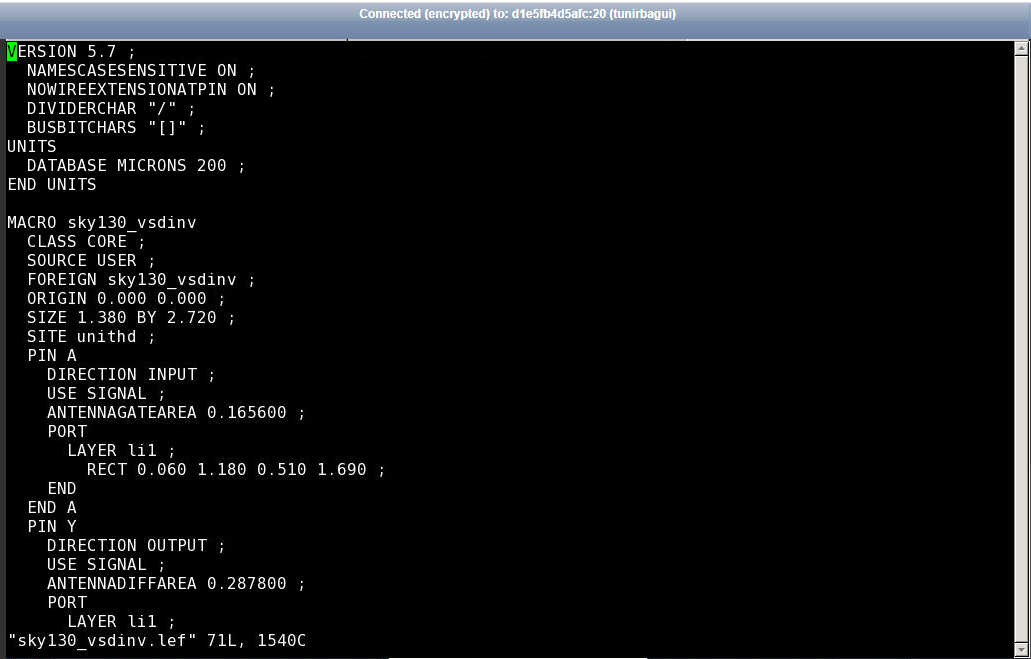 Connected (encrypted) to: d1e5fb4d5afc:20 (tunirbagui)
VERSION 5.7 ;
  NAMESCASESENSITIVE ON ;
  NOWIREEXTENSIONATPIN ON ;
  DIVIDERCHAR "/" ;
  BUSBITCHARS "[]" ;
UNITS
  DATABASE MICRONS 200 ;
END UNITS

MACRO sky130_vsdinv
  CLASS CORE ;
  SOURCE USER ;
  FOREIGN sky130_vsdinv ;
  ORIGIN 0.000 0.000 ;
  SIZE 1.380 BY 2.720 ;
  SITE unithd ;
  PIN A
    DIRECTION INPUT ;
    USE SIGNAL ;
    ANTENNAGATEAREA 0.165600 ;
    PORT
      LAYER li1 ;
        RECT 0.060 1.180 0.510 1.690 ;
    END
  END A
  PIN Y
    DIRECTION OUTPUT ;
    USE SIGNAL ;
    ANTENNADIFFAREA 0.287800 ;
    PORT
      LAYER li1 ;
"sky130_vsdinv.lef" 71L, 1540C